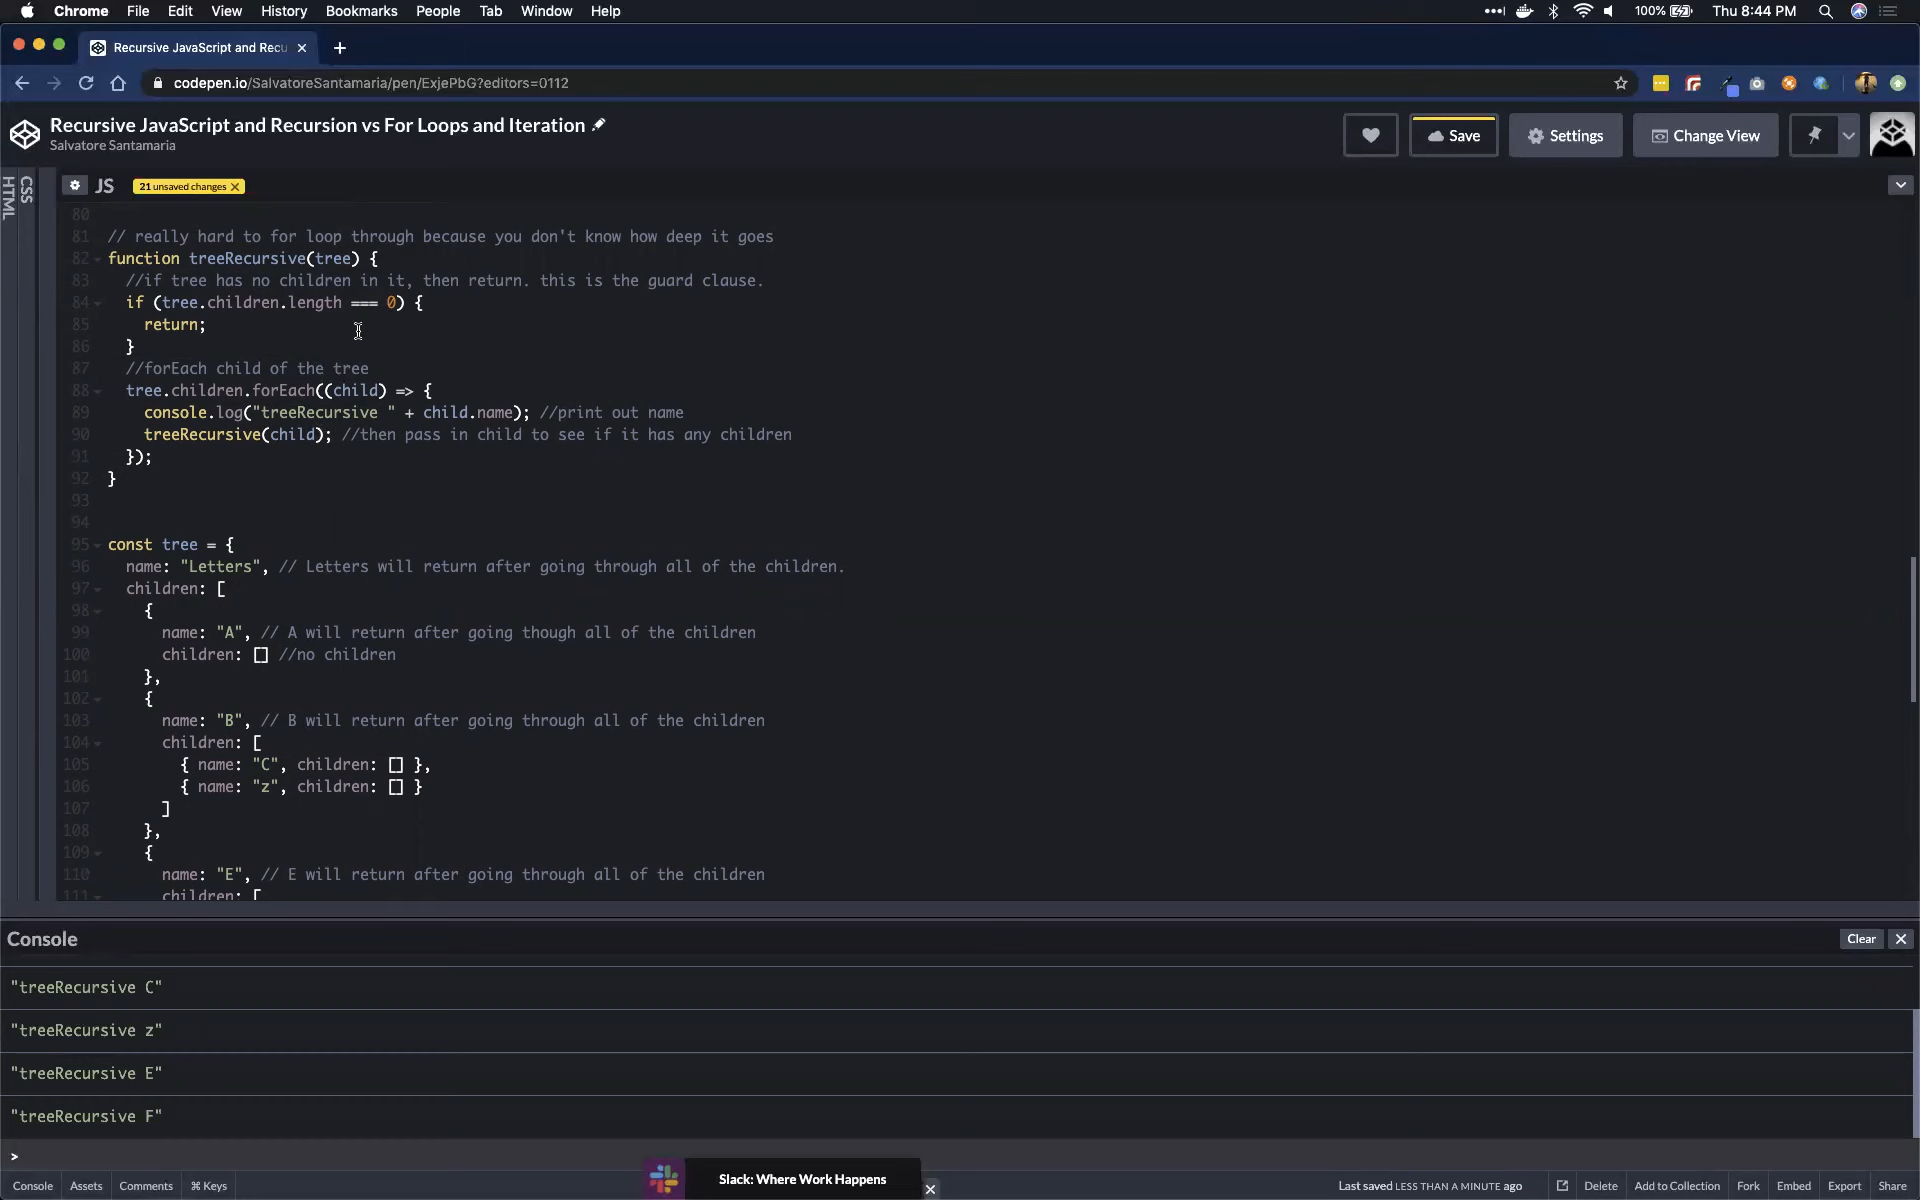 Chrome File Edit View History Bookmarks People Tab Window Help 100% Thu 8:44 PM
Recursive JavaScript and Recu
codepen.io/SalvatoreSantamaria/pen/ExjePbG?editors=0112
Recursive JavaScript and Recursion vs For Loops and Iteration
Salvatore Santamaria
Save Settings Change View
HTML CSS JS 21 unsaved changes
80
81 // really hard to for loop through because you don't know how deep it goes
82 function treeRecursive(tree) {
83 //if tree has no children in it, then return. this is the guard clause.
84 if (tree.children.length === 0) {
85 return;
86 }
87 //forEach child of the tree
88 tree.children.forEach((child) => {
89 console.log("treeRecursive " + child.name); //print out name
90 treeRecursive(child); //then pass in child to see if it has any children
91 });
92 }
93
94
95 const tree = {
96 name: "Letters", // Letters will return after going through all of the children.
97 children: [
98 {
99 name: "A", // A will return after going though all of the children
100 children: [] //no children
101 },
102 {
103 name: "B", // B will return after going through all of the children
104 children: [
105 { name: "C", children: [] },
106 { name: "z", children: [] }
107 ]
108 },
109 {
110 name: "E", // E will return after going through all of the children
111 children: [
Console Clear
"treeRecursive C"
"treeRecursive z"
"treeRecursive E"
"treeRecursive F"
>
Console Assets Comments ⌘ Keys Slack: Where Work Happens Last saved LESS THAN A MINUTE ago Delete Add to Collection Fork Embed Export Share